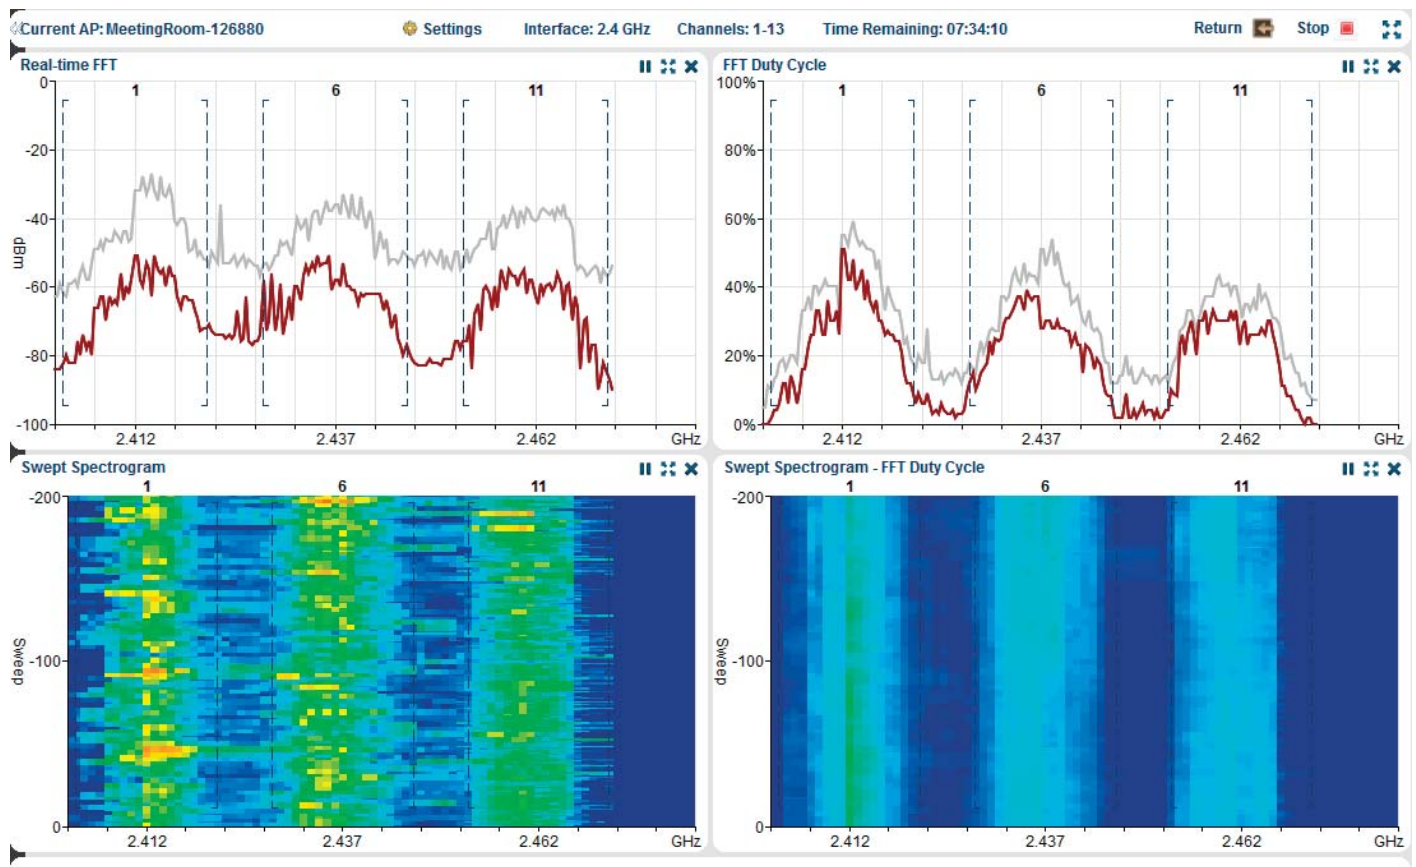 Current AP: MeetingRoom-126880 Settings Interface: 2.4 GHz Channels: 1-13 Time Remaining: 07:34:10 Return Stop
Real-time FFT
1 6 11
0
-20
-40
-60
-80
-100
dBm
2.412 2.437 2.462 GHz
FFT Duty Cycle
1 6 11
100%
80%
60%
40%
20%
0%
2.412 2.437 2.462 GHz
Swept Spectrogram
1 6 11
-200
-100
0
Sweep
2.412 2.437 2.462 GHz
Swept Spectrogram - FFT Duty Cycle
1 6 11
-200
-100
0
Sweep
2.412 2.437 2.462 GHz